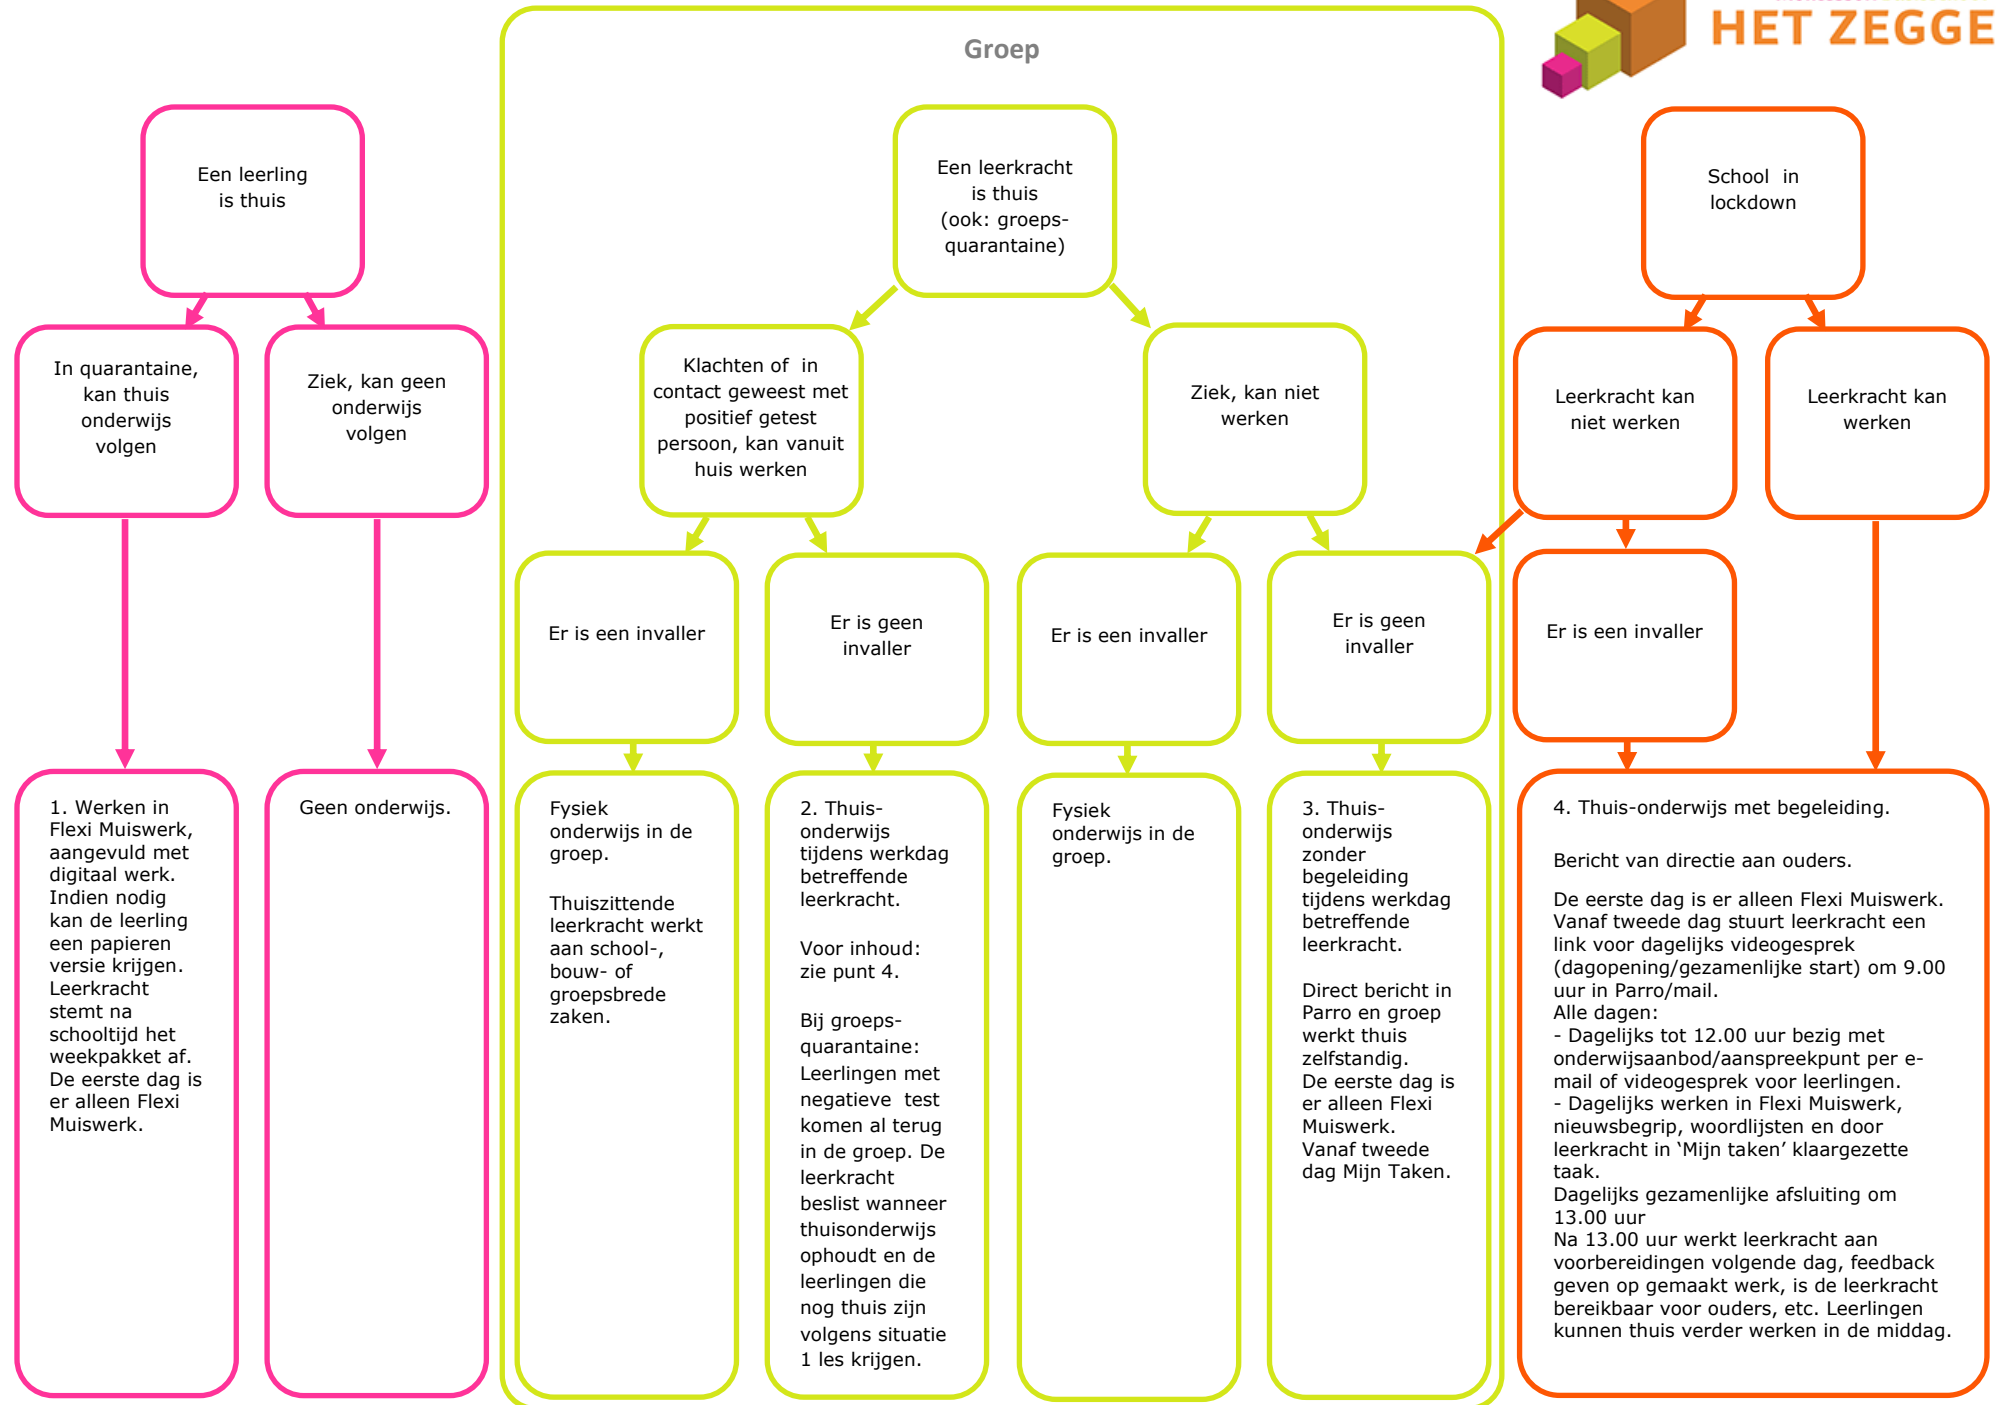 HET ZEGGE
Groep
Een leerling
is thuis
Een leerkracht
is thuis
(ook: groeps-
quarantaine)
School in
lockdown
In quarantaine,
kan thuis
onderwijs
volgen
Ziek, kan geen
onderwijs
volgen
Klachten of in
contact geweest met
positief getest
persoon, kan vanuit
huis werken
Ziek, kan niet
werken
Leerkracht kan
niet werken
Leerkracht kan
werken
Er is een invaller
Er is geen
invaller
Er is een invaller
Er is geen
invaller
Er is een invaller
1. Werken in
Flexi Muiswerk,
aangevuld met
digitaal werk.
Indien nodig
kan de leerling
een papieren
versie krijgen.
Leerkracht
stemt na
schooltijd het
weekpakket af.
De eerste dag is
er alleen Flexi
Muiswerk.
Geen onderwijs.
Fysiek
onderwijs in de
groep.
Thuiszittende
leerkracht werkt
aan school-,
bouw- of
groepsbrede
zaken.
2. Thuis-
onderwijs
tijdens werkdag
betreffende
leerkracht.
Voor inhoud:
zie punt 4.
Bij groeps-
quarantaine:
Leerlingen met
negatieve test
komen al terug
in de groep. De
leerkracht
beslist wanneer
thuisonderwijs
ophoudt en de
leerlingen die
nog thuis zijn
volgens situatie
1 les krijgen.
Fysiek
onderwijs in de
groep.
3. Thuis-
onderwijs
zonder
begeleiding
tijdens werkdag
betreffende
leerkracht.
Direct bericht in
Parro en groep
werkt thuis
zelfstandig.
De eerste dag is
er alleen Flexi
Muiswerk.
Vanaf tweede
dag Mijn Taken.
4. Thuis-onderwijs met begeleiding.
Bericht van directie aan ouders.
De eerste dag is er alleen Flexi Muiswerk.
Vanaf tweede dag stuurt leerkracht een
link voor dagelijks videogesprek
(dagopening/gezamenlijke start) om 9.00
uur in Parro/mail.
Alle dagen:
- Dagelijks tot 12.00 uur bezig met
onderwijsaanbod/aanspreekpunt per e-
mail of videogesprek voor leerlingen.
- Dagelijks werken in Flexi Muiswerk,
nieuwsbegrip, woordlijsten en door
leerkracht in ‘Mijn taken’ klaargezette
taak.
Dagelijks gezamenlijke afsluiting om
13.00 uur
Na 13.00 uur werkt leerkracht aan
voorbereidingen volgende dag, feedback
geven op gemaakt werk, is de leerkracht
bereikbaar voor ouders, etc. Leerlingen
kunnen thuis verder werken in de middag.